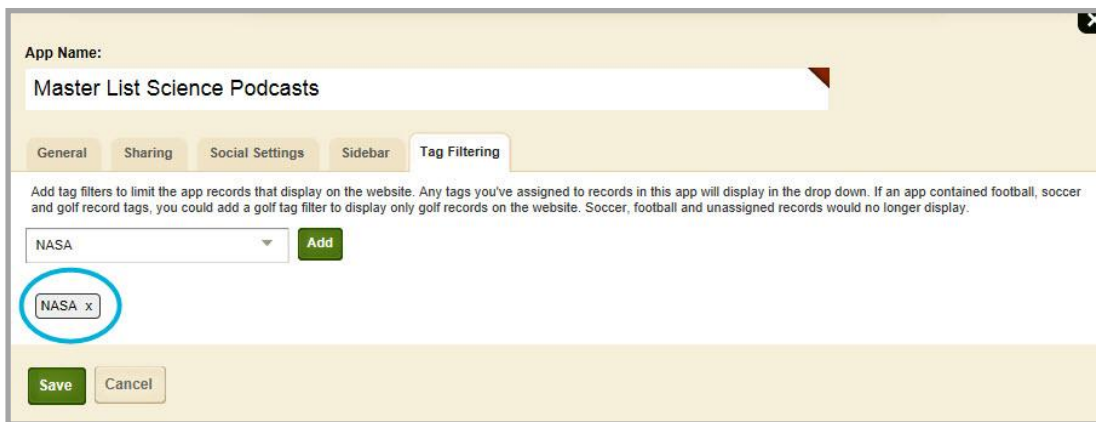 App Name:
Master List Science Podcasts
General Sharing Social Settings Sidebar Tag Filtering
Add tag filters to limit the app records that display on the website. Any tags you've assigned to records in this app will display in the drop down. If an app contained football, soccer
and golf record tags, you could add a golf tag filter to display only golf records on the website. Soccer, football and unassigned records would no longer display.
NASA Add
NASA x
Save Cancel